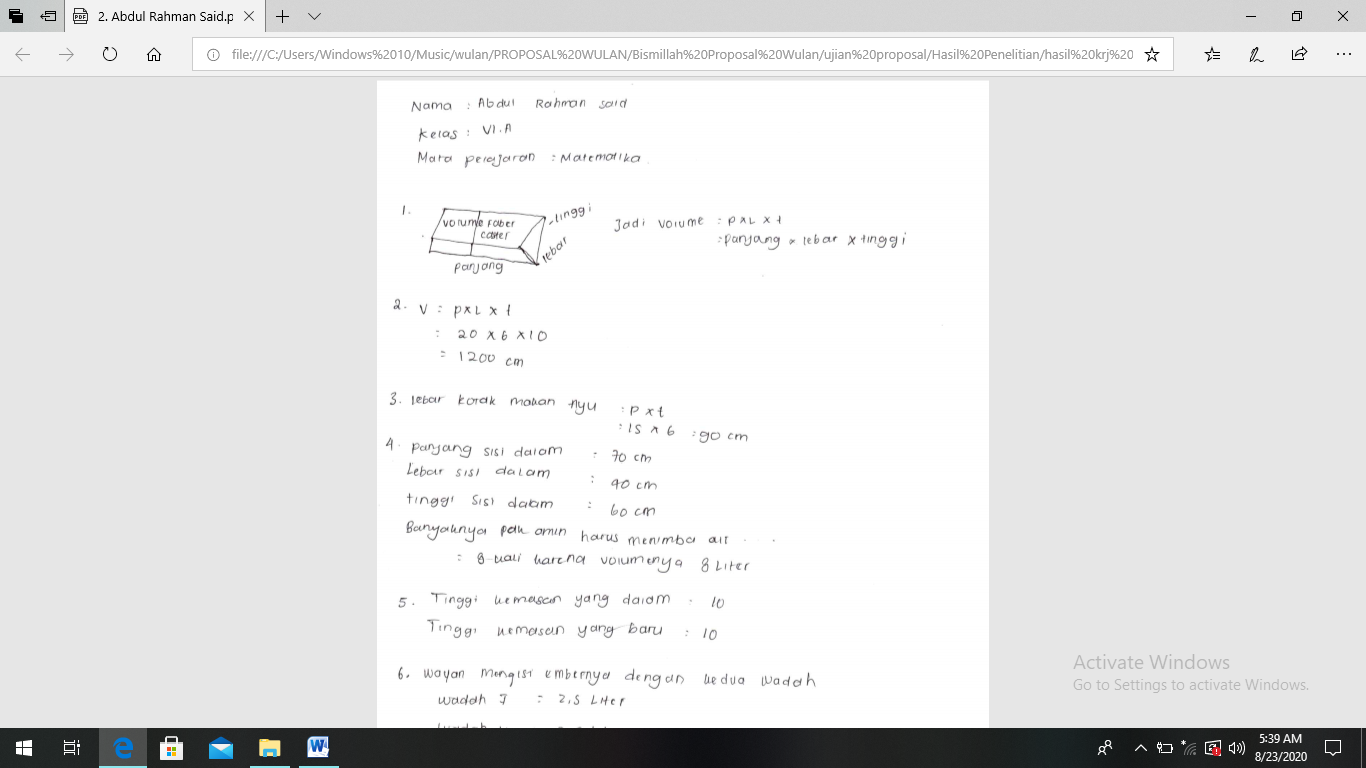 2. Abdul Rahman Said.p
file:///C:/Users/Windows%2010/Music/wulan/PROPOSAL%20WULAN/Bismillah%20Proposal%20Wulan/ujian%20proposal/Hasil%20Penelitian/hasil%20krj%20
Nama : Abdul Rahman said
Kelas : VI.A
Mata pelajaran : Matematika
1.
volume Faber
caster
-tinggi
lebar
panjang
Jadi volume : P x L x t
: Panjang x lebar x tinggi
2. V : P x L x t
: 20 x 6 x 10
= 1200 cm
3. lebar kotak makan Ayu : P x t
: 15 x 6 : 90 cm
4. Panjang sisi dalam : 70 cm
Lebar sisi dalam : 40 cm
tinggi sisi dalam : 60 cm
Banyaknya pak amin harus menimba air . . .
: 8 kali karena volumenya 8 Liter
5. Tinggi kemasan yang dalam . 10
Tinggi kemasan yang baru : 10
6. wayan mengisi embernya dengan kedua wadah
wadah I : 2,5 Liter
Activate Windows
Go to Settings to activate Windows.
5:39 AM
8/23/2020